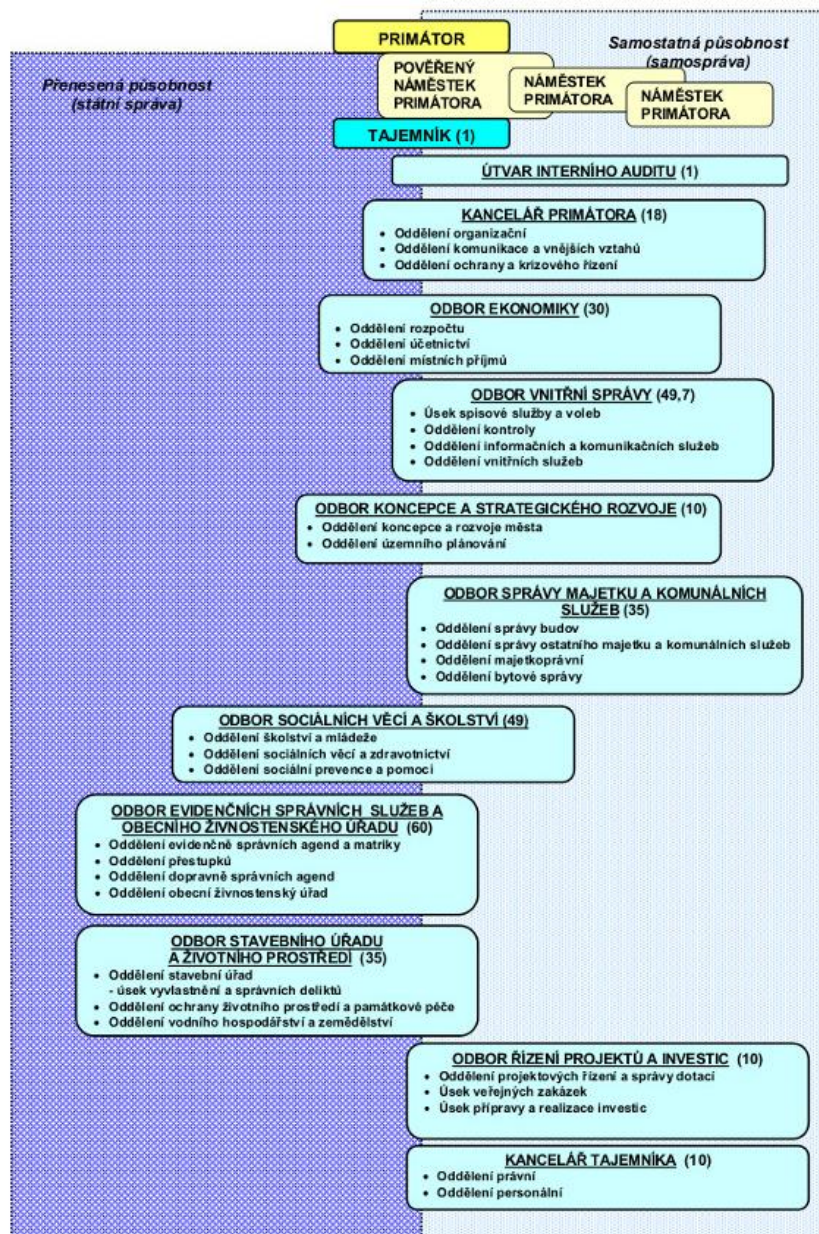 PRIMÁTOR
Samostatná působnost
(samospráva)
Přenesená působnost
(státní správa)
POVĚŘENÝ
NÁMĚSTEK
PRIMÁTORA
NÁMĚSTEK
PRIMÁTORA
NÁMĚSTEK
PRIMÁTORA
TAJEMNÍK (1)
ÚTVAR INTERNÍHO AUDITU (1)
KANCELÁŘ PRIMÁTORA (18)
• Oddělení organizační
• Oddělení komunikace a vnějších vztahů
• Oddělení ochrany a krizového řízení
ODBOR EKONOMIKY (30)
• Oddělení rozpočtu
• Oddělení účetnictví
• Oddělení místních příjmů
ODBOR VNITŘNÍ SPRÁVY (49,7)
• Úsek spisové služby a voleb
• Oddělení kontroly
• Oddělení informačních a komunikačních služeb
• Oddělení vnitřních služeb
ODBOR KONCEPCE A STRATEGICKÉHO ROZVOJE (10)
• Oddělení koncepce a rozvoje města
• Oddělení územního plánování
ODBOR SPRÁVY MAJETKU A KOMUNÁLNÍCH
SLUŽEB (35)
• Oddělení správy budov
• Oddělení správy ostatního majetku a komunálních služeb
• Oddělení majetkoprávní
• Oddělení bytové správy
ODBOR SOCIÁLNÍCH VĚCÍ A ŠKOLSTVÍ (49)
• Oddělení školství a mládeže
• Oddělení sociálních věcí a zdravotnictví
• Oddělení sociální prevence a pomoci
ODBOR EVIDENČNÍCH SPRÁVNÍCH SLUŽEB A
OBECNÍHO ŽIVNOSTENSKÉHO ÚŘADU (60)
• Oddělení evidenčně správních agend a matriky
• Oddělení přestupků
• Oddělení dopravně správních agend
• Oddělení obecní živnostenský úřad
ODBOR STAVEBNÍHO ÚŘADU
A ŽIVOTNÍHO PROSTŘEDÍ (35)
• Oddělení stavební úřad
- úsek vyvlastnění a správních deliktů
• Oddělení ochrany životního prostředí a památkové péče
• Oddělení vodního hospodářství a zemědělství
ODBOR ŘÍZENÍ PROJEKTŮ A INVESTIC (10)
• Oddělení projektových řízení a správy dotací
• Úsek veřejných zakázek
• Úsek přípravy a realizace investic
KANCELÁŘ TAJEMNÍKA (10)
• Oddělení právní
• Oddělení personální